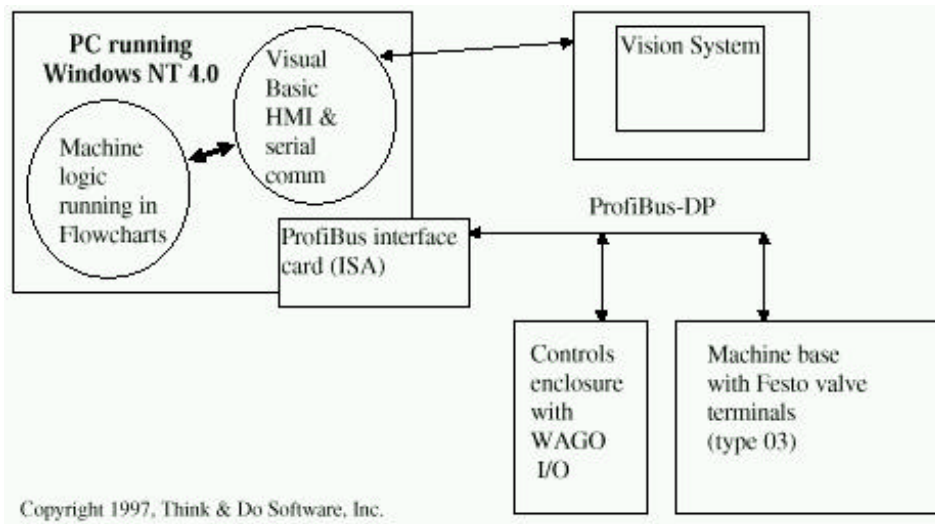 PC running
Windows NT 4.0
Visual
Basic
HMI &
serial
comm
Machine
logic
running in
Flowcharts
Vision System
ProfiBus-DP
ProfiBus interface
card (ISA)
Controls
enclosure
with
WAGO
I/O
Machine base
with Festo valve
terminals
(type 03)
Copyright 1997, Think & Do Software, Inc.